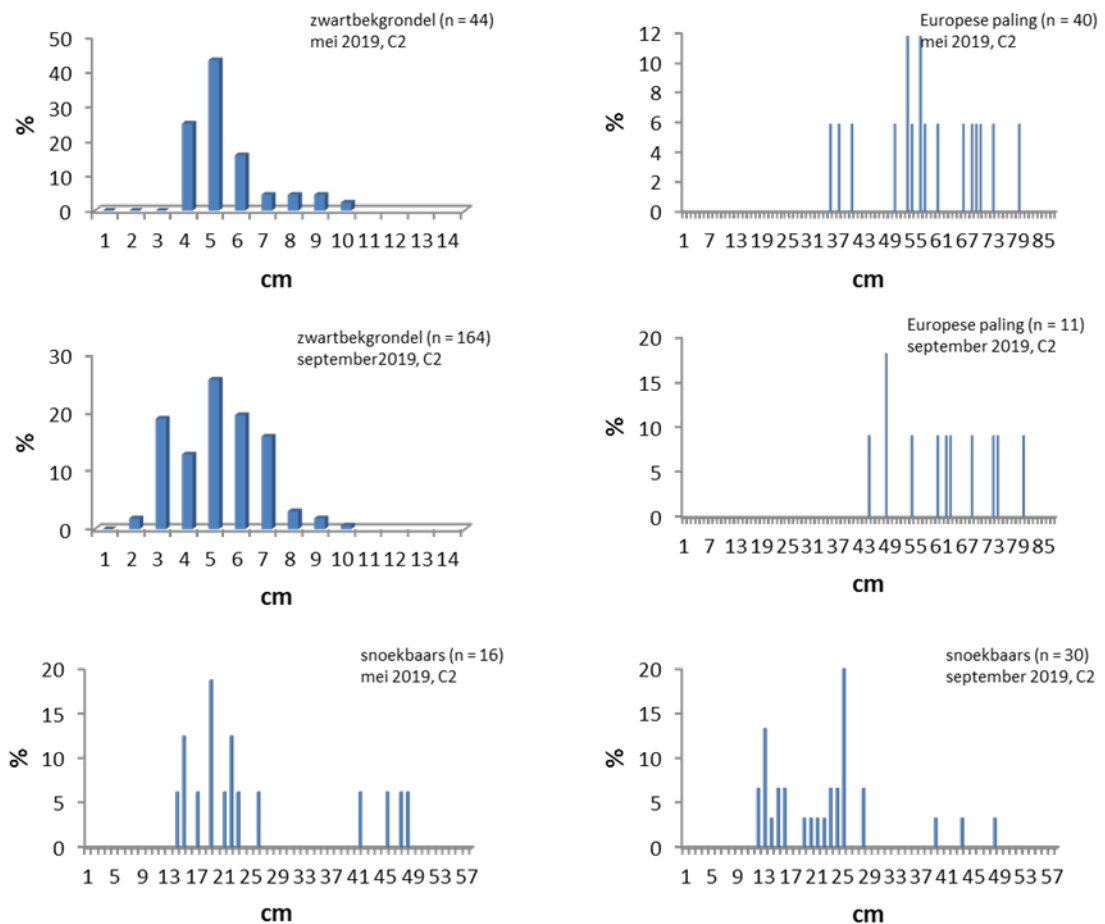 zwartbekgrondel (n = 44)
mei 2019, C2
50
40
30
20
10
0
%
1 2 3 4 5 6 7 8 9 10 11 12 13 14
cm
Europese paling (n = 40)
mei 2019, C2
12
10
8
6
4
2
0
%
1 7 13 19 25 31 37 43 49 55 61 67 73 79 85
cm
zwartbekgrondel (n = 164)
september2019, C2
30
20
10
0
%
1 2 3 4 5 6 7 8 9 10 11 12 13 14
cm
Europese paling (n = 11)
september 2019, C2
20
15
10
5
0
%
1 7 13 19 25 31 37 43 49 55 61 67 73 79 85
cm
snoekbaars (n = 16)
mei 2019, C2
20
15
10
5
0
%
1 5 9 13 17 21 25 29 33 37 41 45 49 53 57
cm
snoekbaars (n = 30)
september 2019, C2
20
15
10
5
0
%
1 5 9 13 17 21 25 29 33 37 41 45 49 53 57
cm